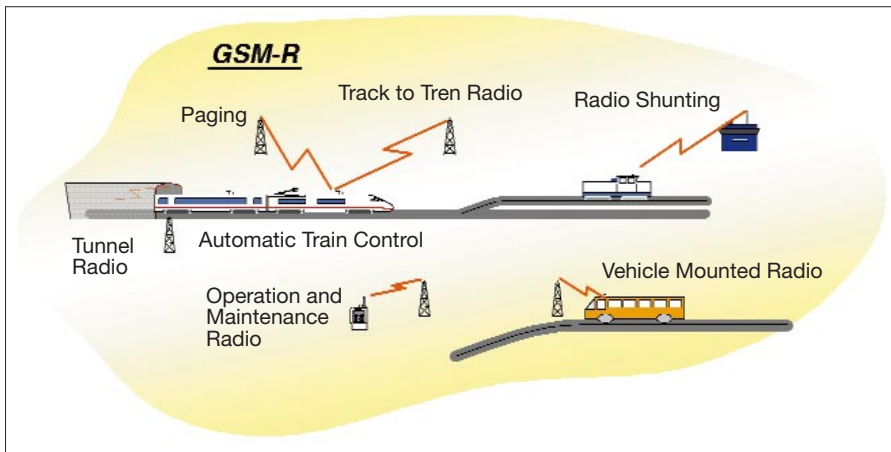 GSM-R
Track to Tren Radio
Radio Shunting
Paging
Tunnel
Radio
Automatic Train Control
Vehicle Mounted Radio
Operation and
Maintenance
Radio